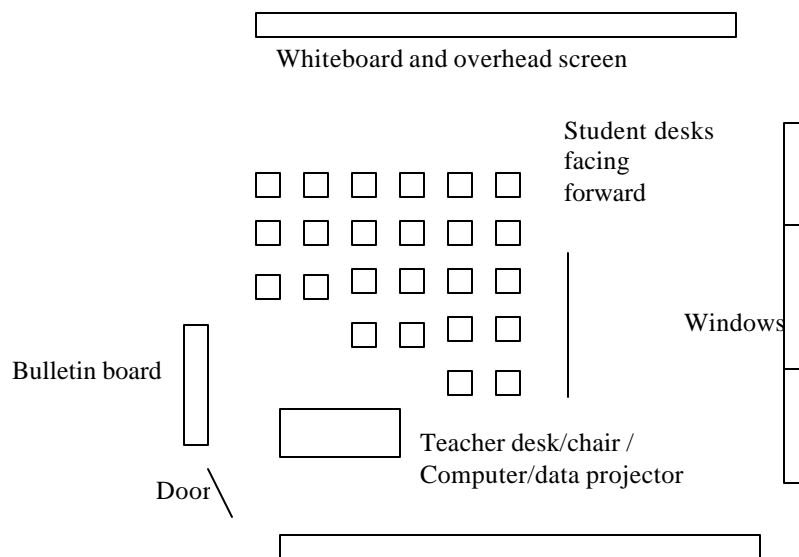 Whiteboard and overhead screen
Student desks
facing
forward
Windows
Bulletin board
Teacher desk/chair /
Computer/data projector
Door